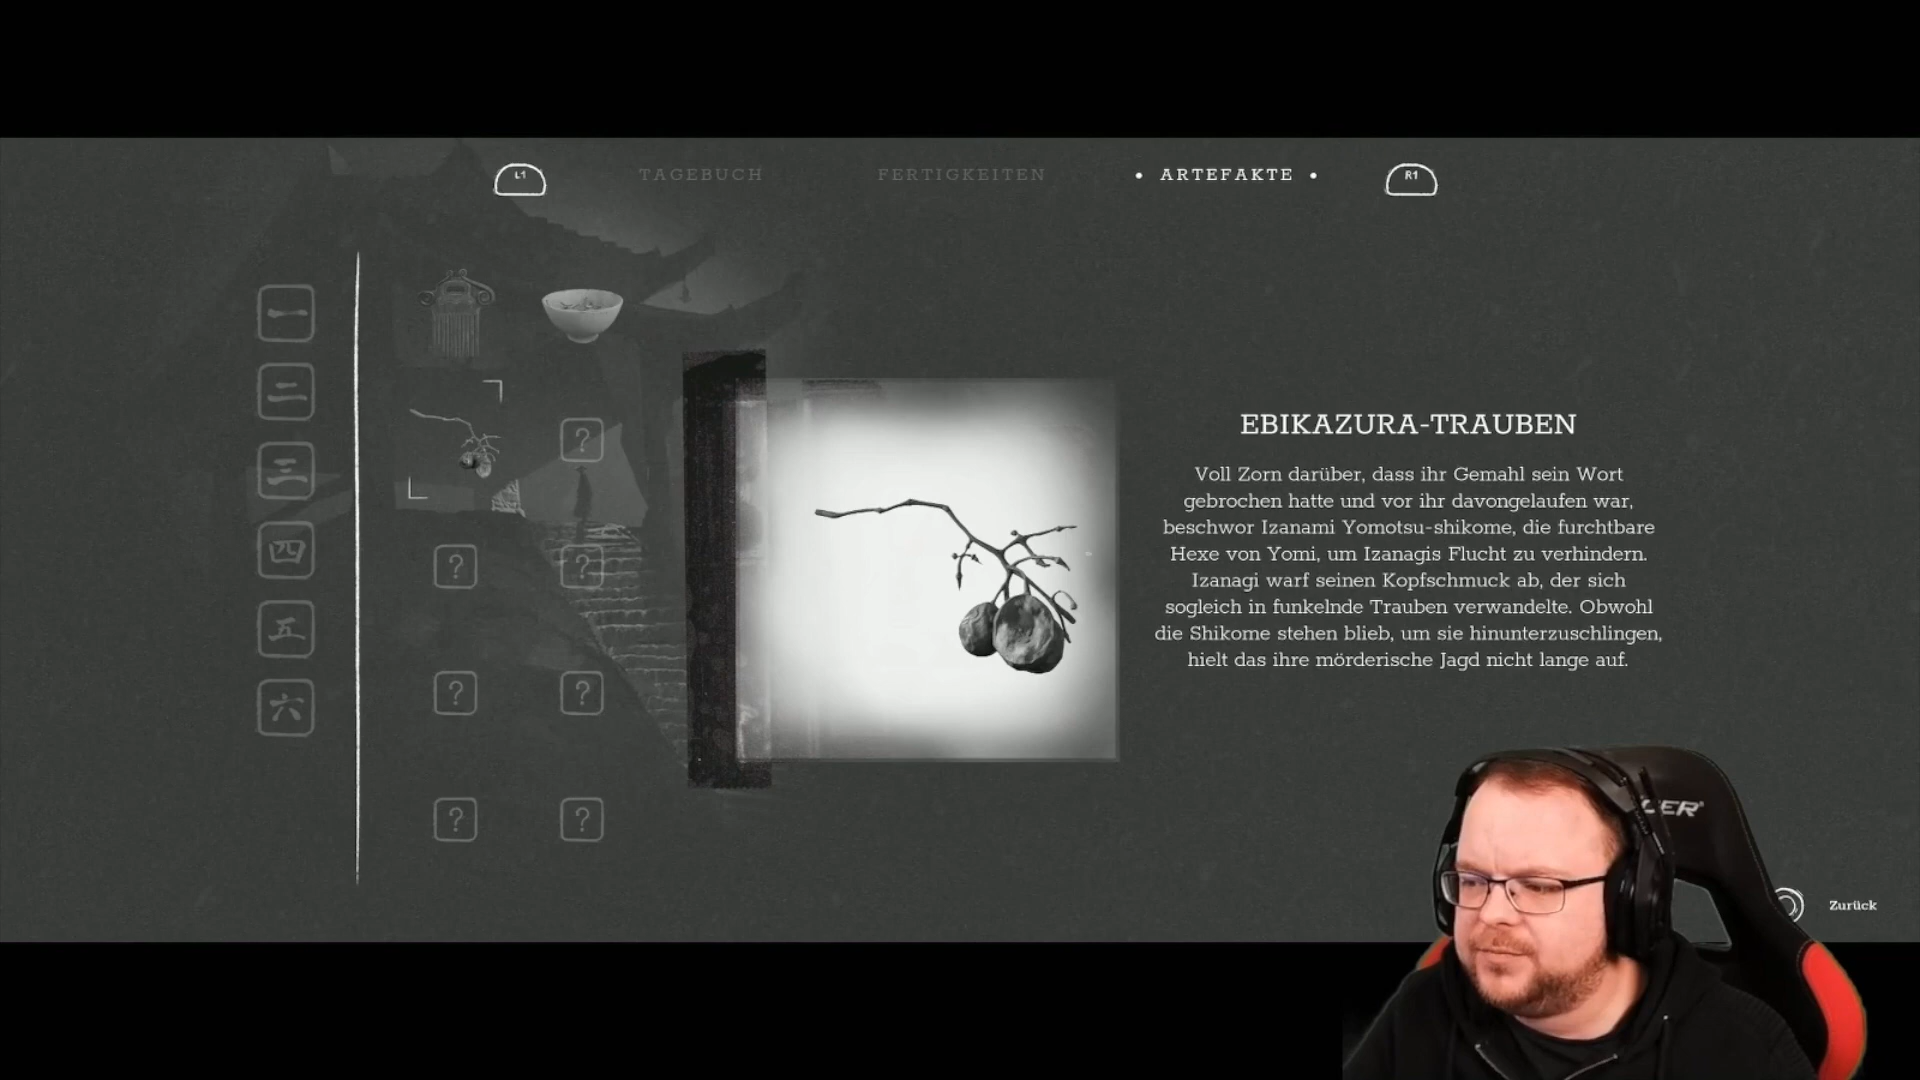 L1
TAGEBUCH
FERTIGKEITEN
• ARTEFAKTE •
R1
一
二
三
四
五
六
?
?
?
?
?
?
?
EBIKAZURA-TRAUBEN
Voll Zorn darüber, dass ihr Gemahl sein Wort
gebrochen hatte und vor ihr davongelaufen war,
beschwor Izanami Yomotsu-shikome, die furchtbare
Hexe von Yomi, um Izanagis Flucht zu verhindern.
Izanagi warf seinen Kopfschmuck ab, der sich
sogleich in funkelnde Trauben verwandelte. Obwohl
die Shikome stehen blieb, um sie hinunterzuschlingen,
hielt das ihre mörderische Jagd nicht lange auf.
Zurück